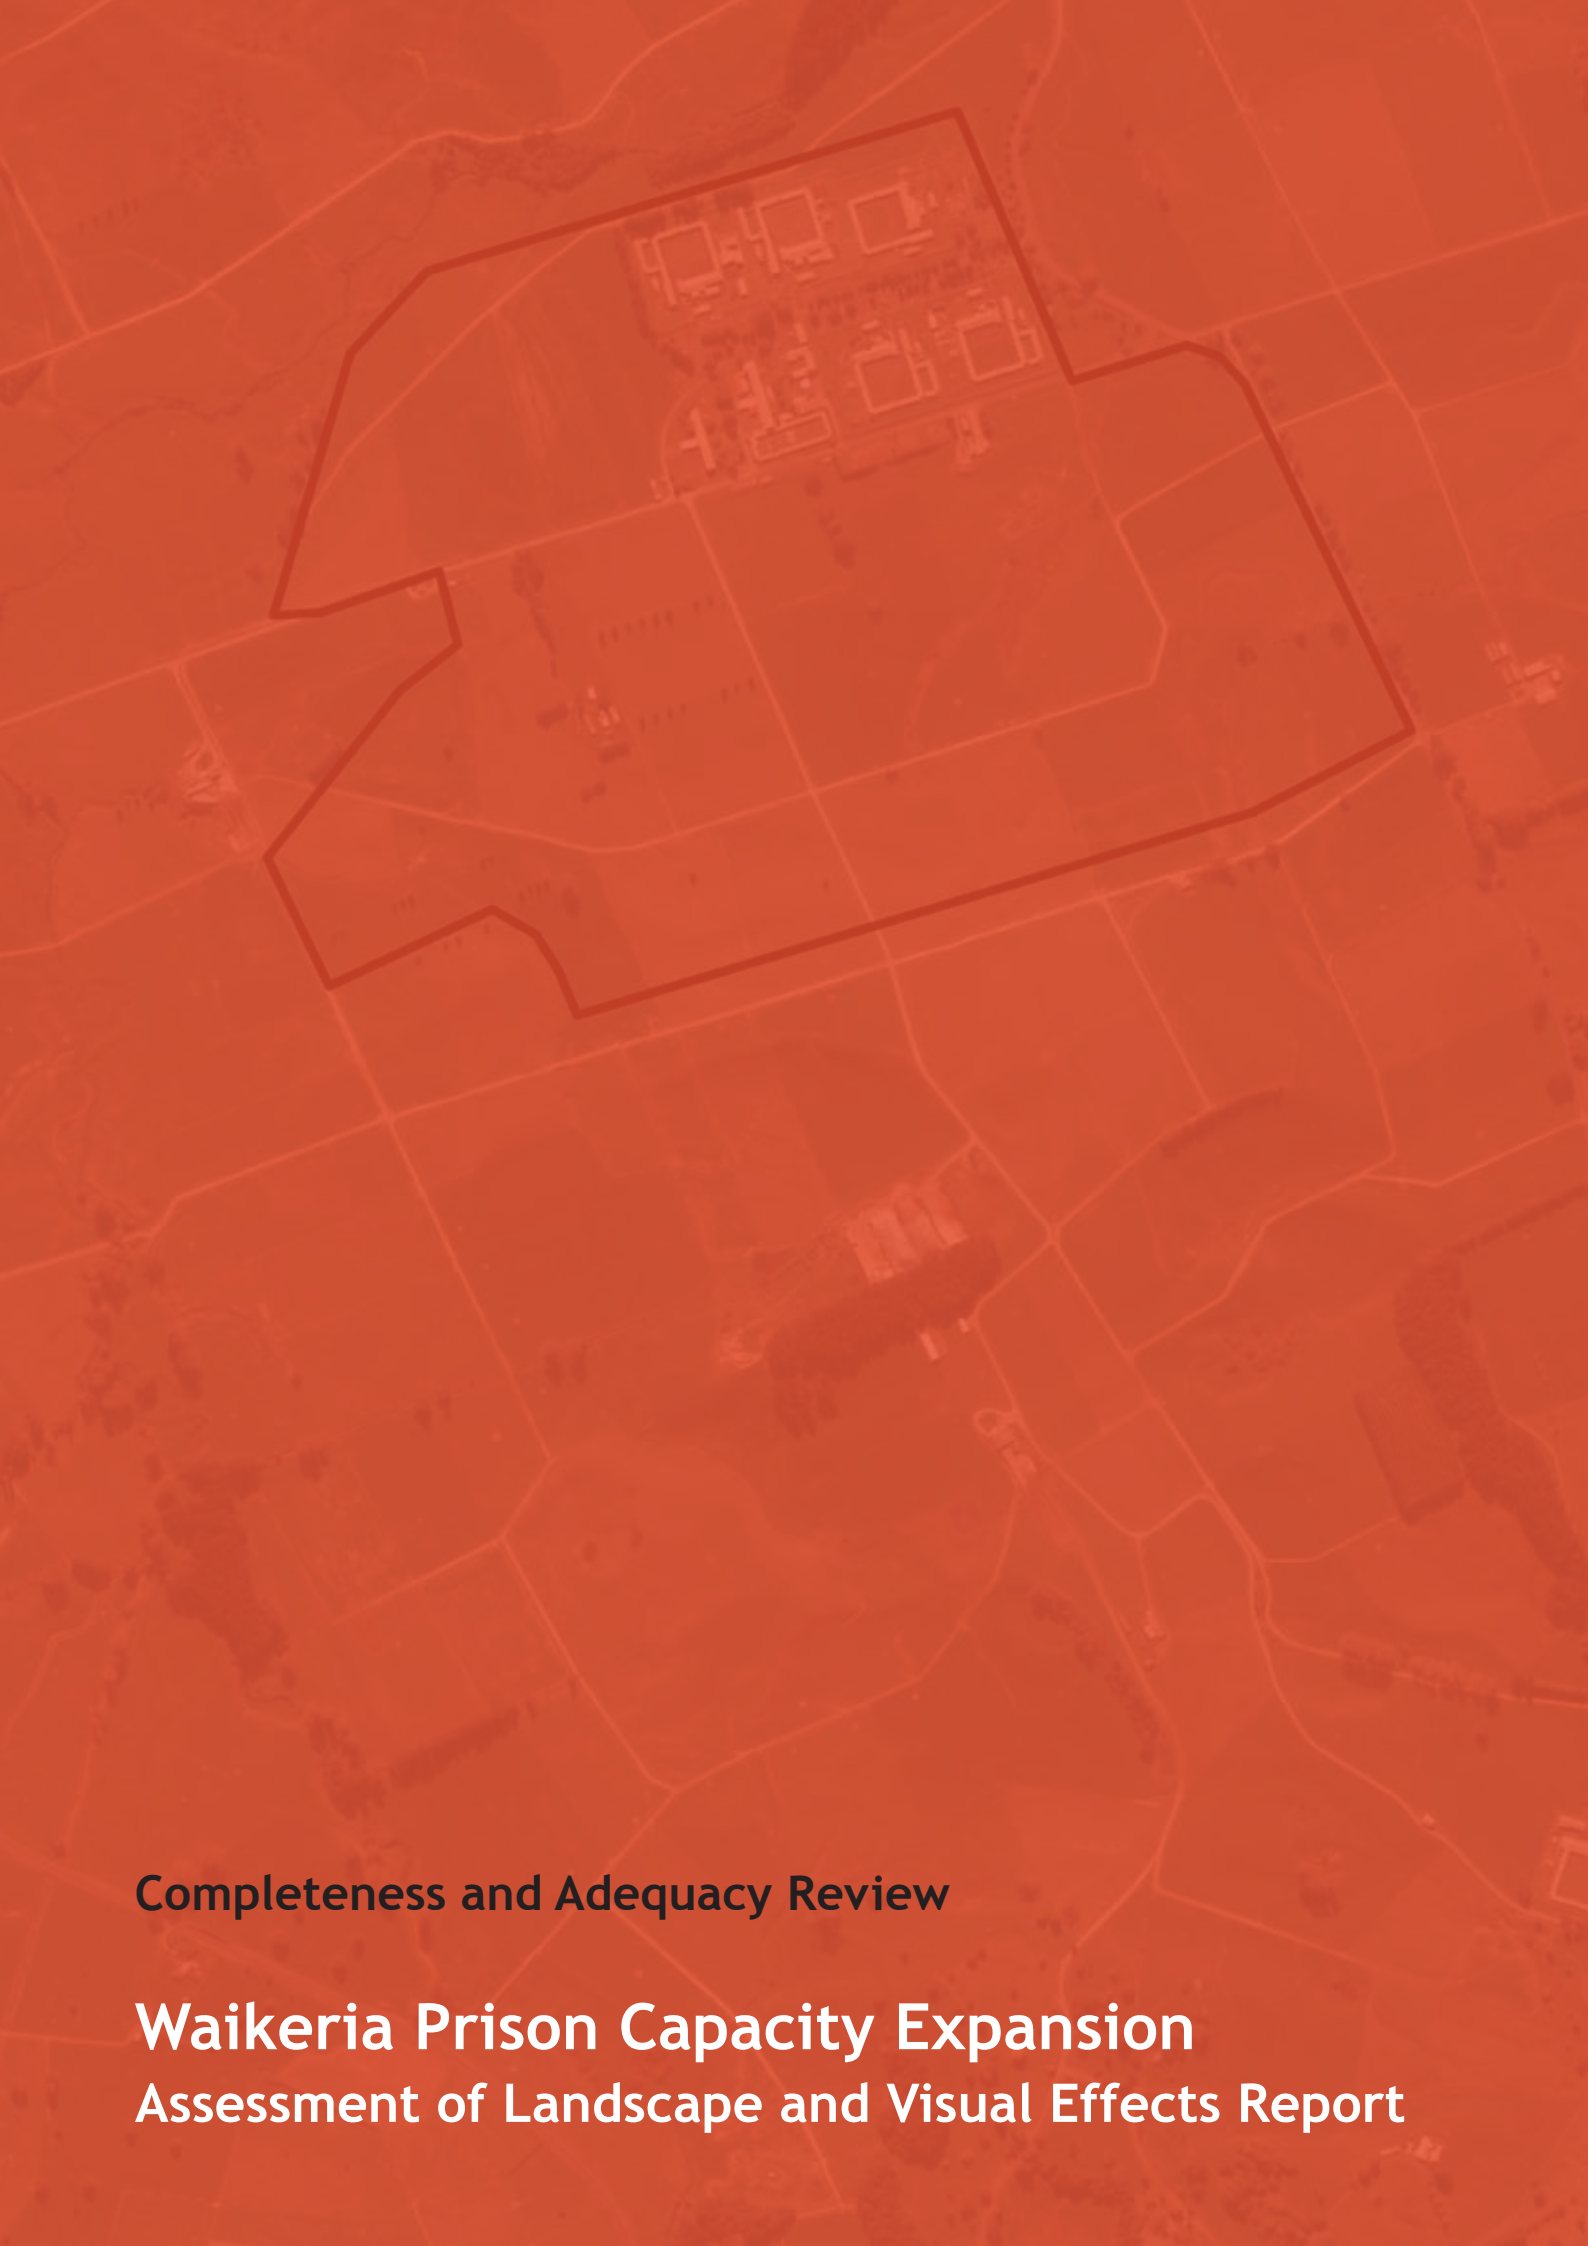 Completeness and Adequacy Review
Waikeria Prison Capacity Expansion
Assessment of Landscape and Visual Effects Report